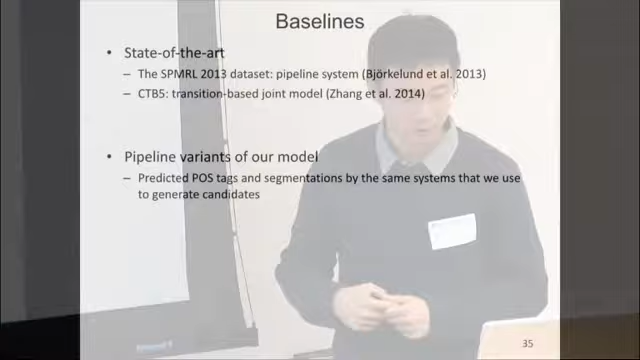 Baselines
• State-of-the-art
– The SPMRL 2013 dataset: pipeline system (Björkelund et al. 2013)
– CTB5: transition-based joint model (Zhang et al. 2014)
• Pipeline variants of our model
– Predicted POS tags and segmentations by the same systems that we use
to generate candidates
35